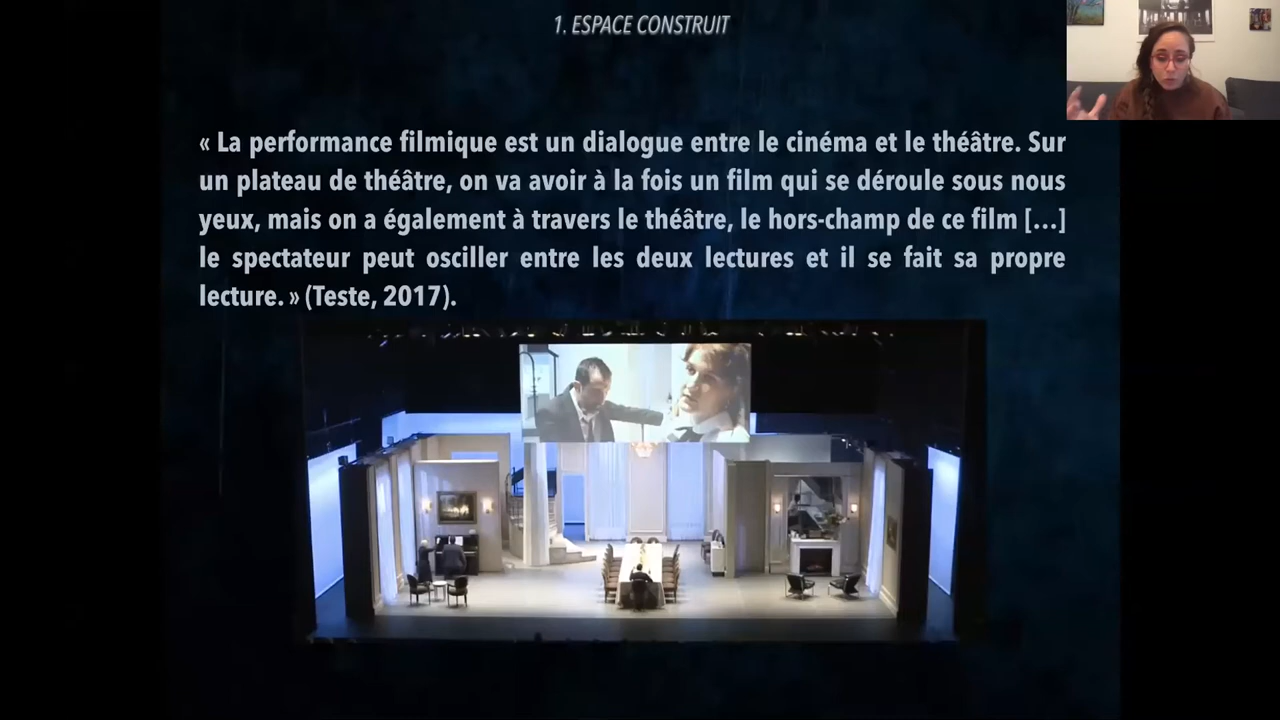 1. ESPACE CONSTRUIT
« La performance filmique est un dialogue entre le cinéma et le théâtre. Sur
un plateau de théâtre, on va avoir à la fois un film qui se déroule sous nous
yeux, mais on a également à travers le théâtre, le hors-champ de ce film [...]
le spectateur peut osciller entre les deux lectures et il se fait sa propre
lecture. » (Teste, 2017).